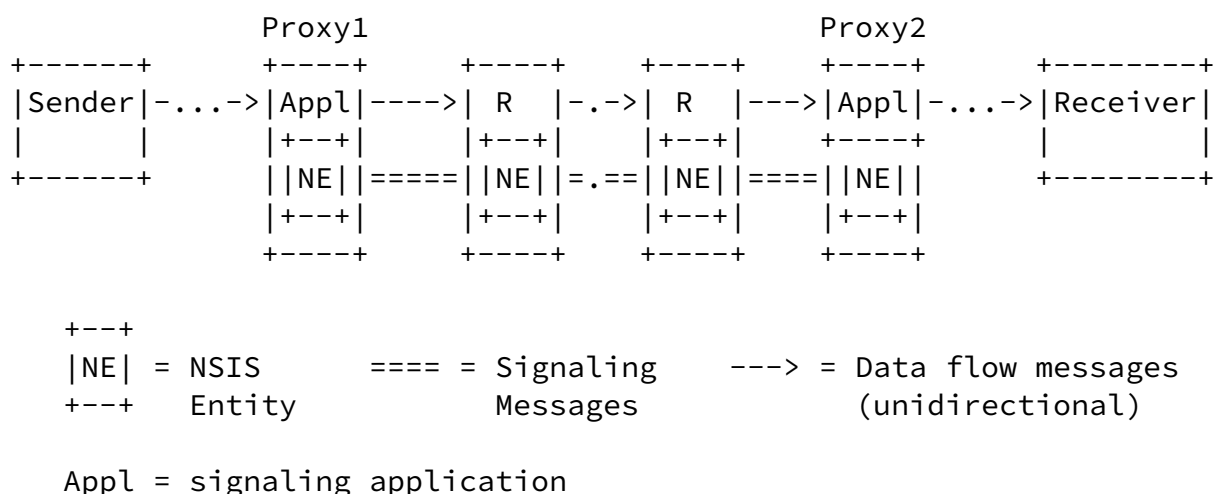 Proxy1                              Proxy2
+------+        +----+      +----+     +----+     +----+       +--------+
|Sender|-...->|Appl|---->| R  |-.->| R  |--->|Appl|-...->|Receiver|
|      |        |+--+|      |+--+|     |+--+|     +----+       |        |
+------+        ||NE||=====||NE||=.==||NE||====||NE||       +--------+
                |+--+|      |+--+|     |+--+|     |+--+|
                +----+      +----+     +----+     +----+
+--+
|NE| = NSIS      ==== = Signaling    ---> = Data flow messages
+--+   Entity           Messages            (unidirectional)
Appl = signaling application